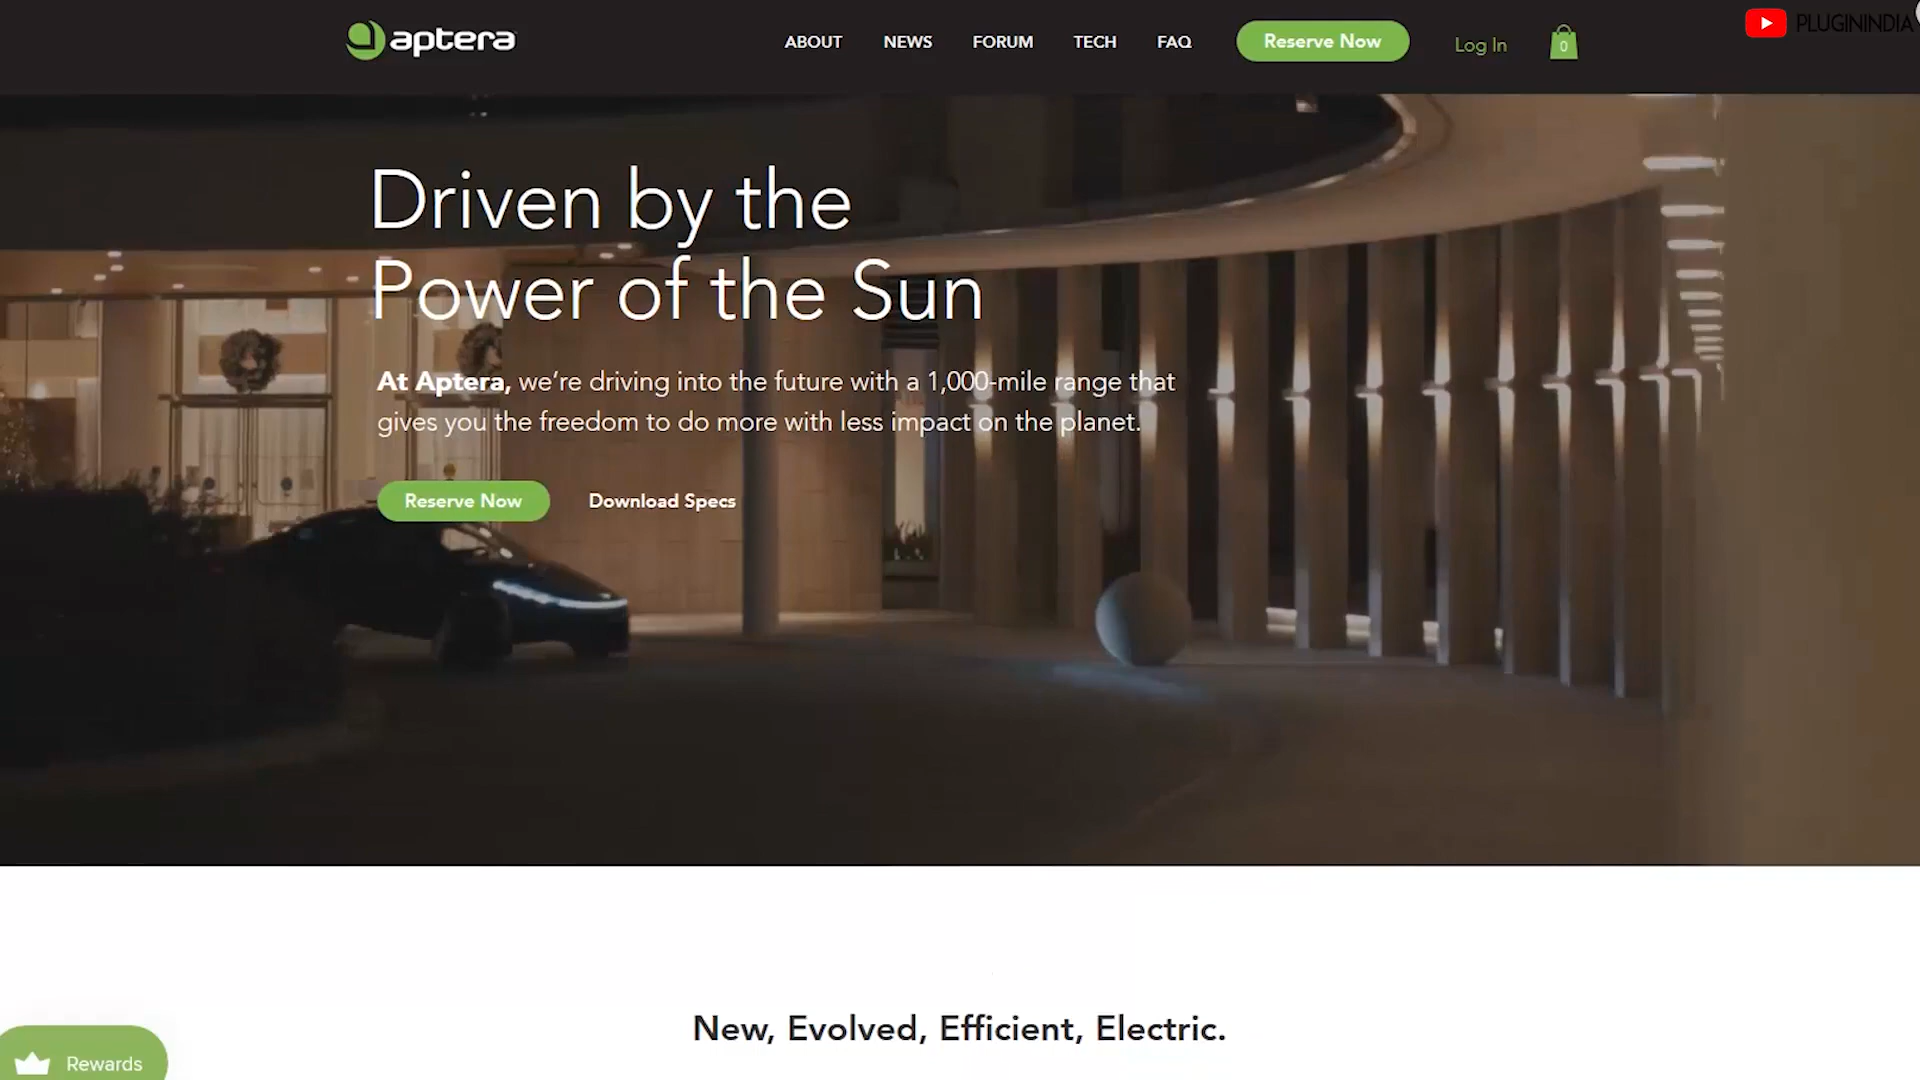 aptera
ABOUT NEWS FORUM TECH FAQ Reserve Now Log In 0
PLUGININDIA
Driven by the
Power of the Sun
At Aptera, we’re driving into the future with a 1,000-mile range that
gives you the freedom to do more with less impact on the planet.
Reserve Now Download Specs
New, Evolved, Efficient, Electric.
Rewards